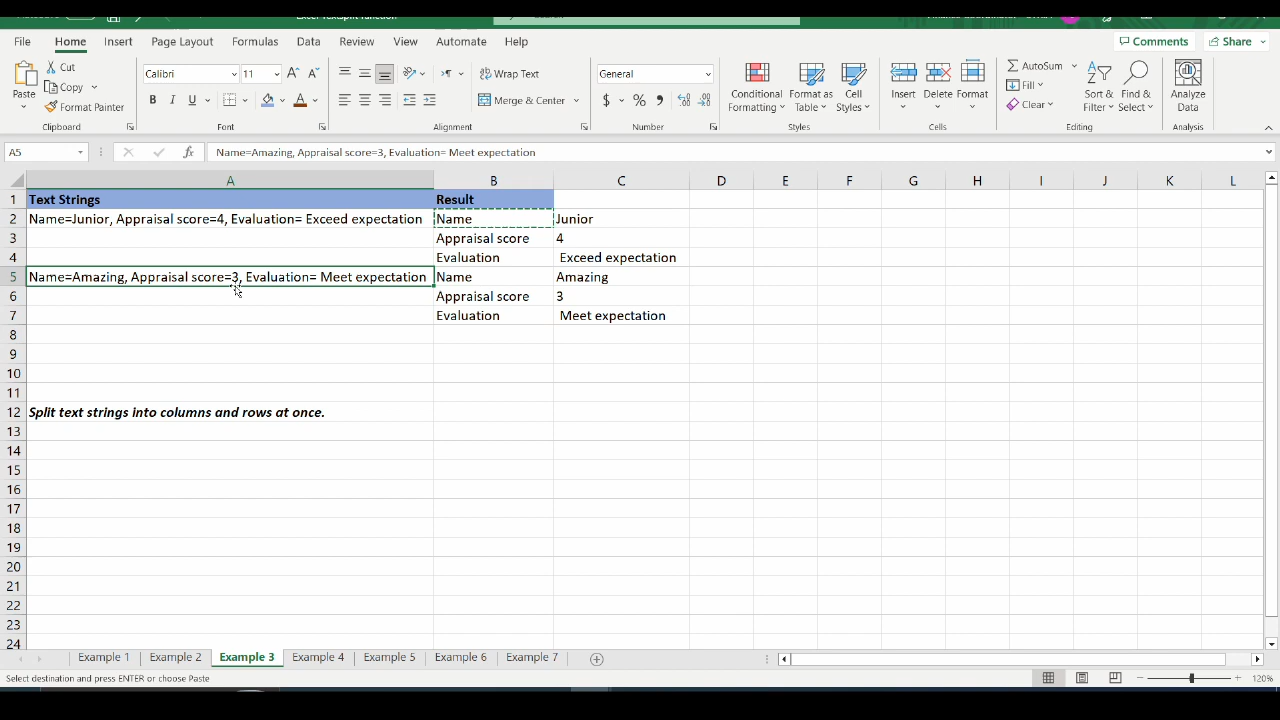 File Home Insert Page Layout Formulas Data Review View Automate Help Comments Share
Paste Cut Copy Format Painter Clipboard
Calibri 11 B I U Font
Wrap Text Merge & Center Alignment
General $ % , Number
Conditional Formatting Format as Table Cell Styles Styles
Insert Delete Format Cells
AutoSum Fill Clear Sort & Filter Find & Select Editing
Analyze Data Analysis
A5 fx Name=Amazing, Appraisal score=3, Evaluation= Meet expectation
A B C D E F G H I J K L
1 Text Strings Result
2 Name=Junior, Appraisal score=4, Evaluation= Exceed expectation Name Junior
3 Appraisal score 4
4 Evaluation Exceed expectation
5 Name=Amazing, Appraisal score=3, Evaluation= Meet expectation Name Amazing
6 Appraisal score 3
7 Evaluation Meet expectation
8
9
10
11
12 Split text strings into columns and rows at once.
13
14
15
16
17
18
19
20
21
22
23
24
Example 1 Example 2 Example 3 Example 4 Example 5 Example 6 Example 7
Select destination and press ENTER or choose Paste 120%